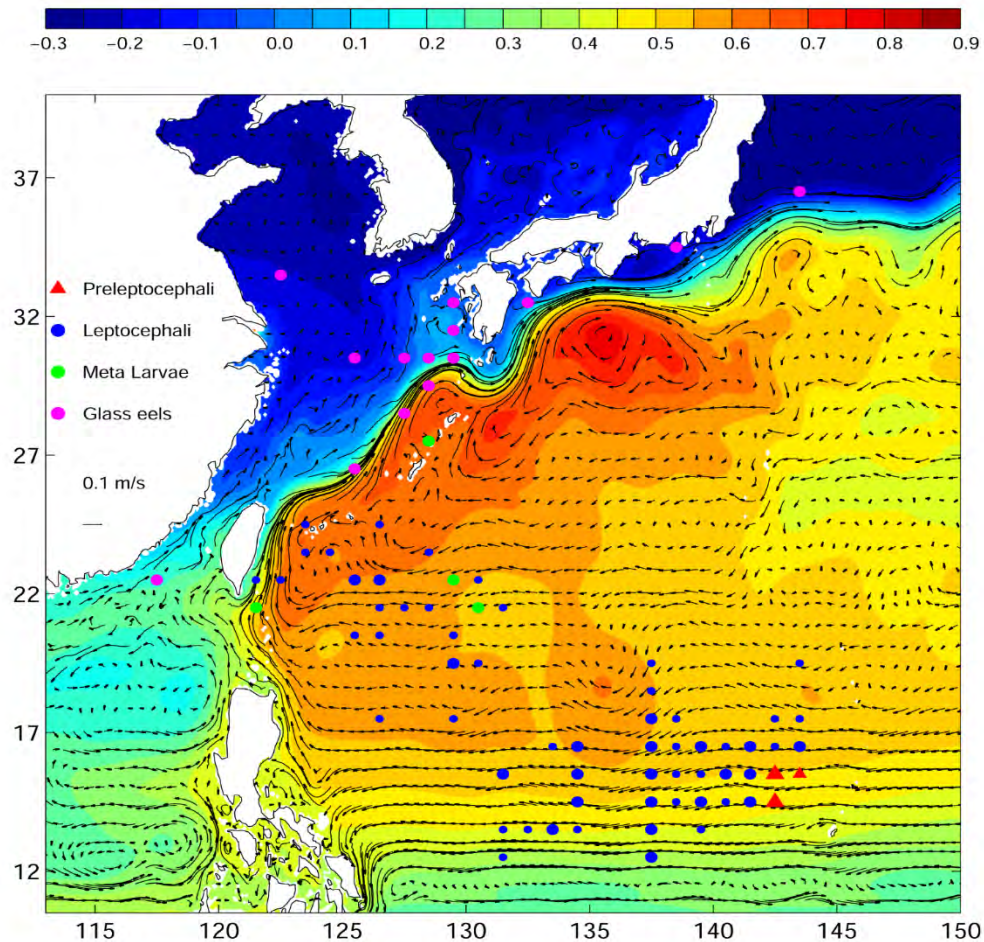 −0.3 −0.2 −0.1 0.0 0.1 0.2 0.3 0.4 0.5 0.6 0.7 0.8 0.9
37
Preleptocephali
Leptocephali
32
Meta Larvae
Glass eels
27
0.1 m/s
22
17
12
115 120 125 130 135 140 145 150